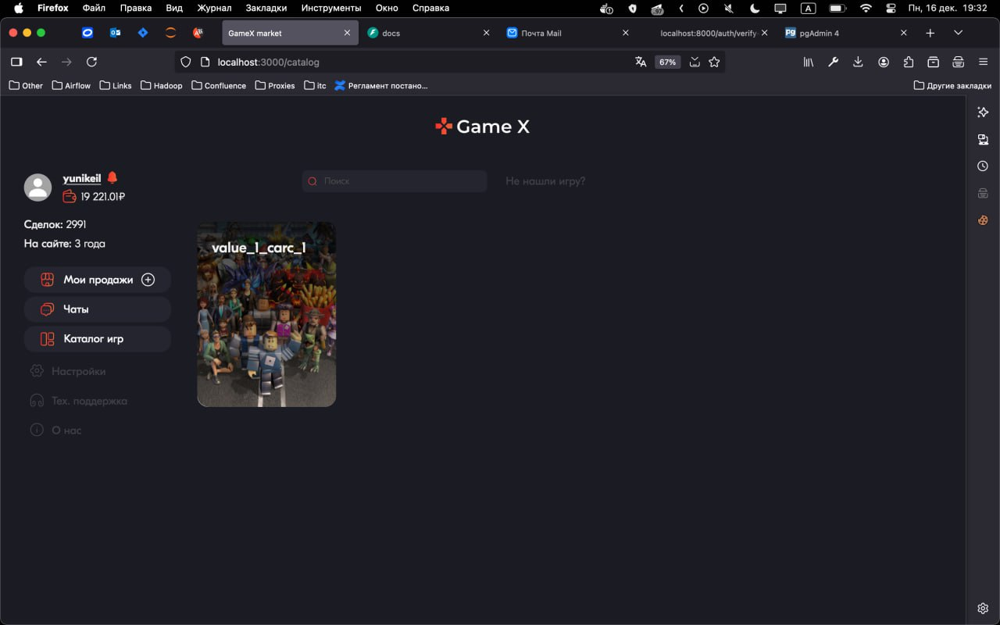 Firefox Файл Правка Вид Журнал Закладки Инструменты Окно Справка
A Пн, 16 дек. 19:32
GameX market docs Почта Mail localhost:8000/auth/verify- pgAdmin 4
localhost:3000/catalog 67%
Other Airflow Links Hadoop Confluence Proxies itc Регламент постано... Другие закладки
Game X
yunikeil
19 221.01₽
Поиск
Не нашли игру?
Сделок: 2991
На сайте: 3 года
value_1_carc_1
Мои продажи
Чаты
Каталог игр
Настройки
Тех. поддержка
О нас